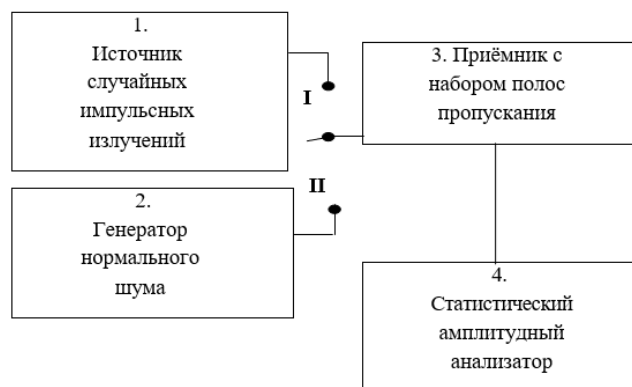 1.
Источник
случайных
импульсных
излучений
I
3. Приёмник с
набором полос
пропускания
II
2.
Генератор
нормального
шума
4.
Статистический
амплитудный
анализатор